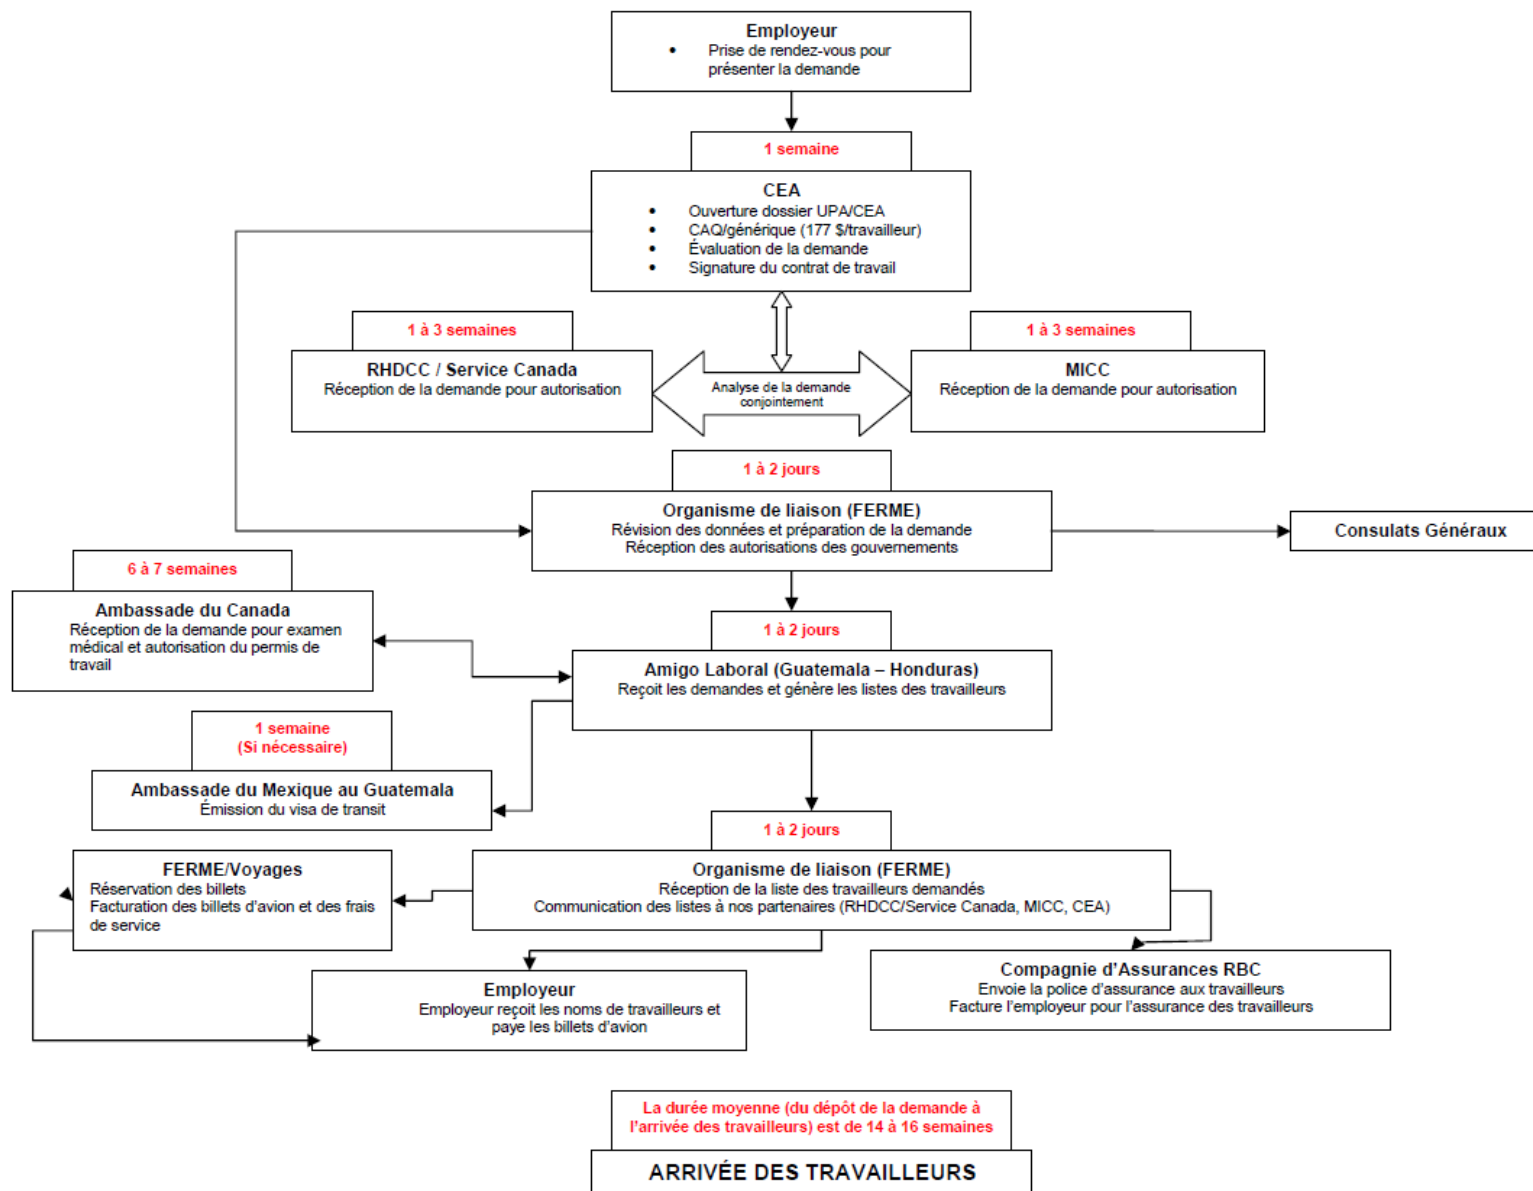 Employeur
• Prise de rendez-vous pour
présenter la demande
1 semaine
CEA
• Ouverture dossier UPA/CEA
• CAQ/générique (177 $/travailleur)
• Évaluation de la demande
• Signature du contrat de travail
1 à 3 semaines
RHDCC / Service Canada
Réception de la demande pour autorisation
Analyse de la demande
conjointement
1 à 3 semaines
MICC
Réception de la demande pour autorisation
1 à 2 jours
Organisme de liaison (FERME)
Révision des données et préparation de la demande
Réception des autorisations des gouvernements
Consulats Généraux
6 à 7 semaines
Ambassade du Canada
Réception de la demande pour examen
médical et autorisation du permis de
travail
1 à 2 jours
Amigo Laboral (Guatemala – Honduras)
Reçoit les demandes et génère les listes des travailleurs
1 semaine
(Si nécessaire)
Ambassade du Mexique au Guatemala
Émission du visa de transit
1 à 2 jours
Organisme de liaison (FERME)
Réception de la liste des travailleurs demandés
Communication des listes à nos partenaires (RHDCC/Service Canada, MICC, CEA)
FERME/Voyages
Réservation des billets
Facturation des billets d'avion et des frais
de service
Employeur
Employeur reçoit les noms de travailleurs et
paye les billets d'avion
Compagnie d'Assurances RBC
Envoie la police d'assurance aux travailleurs
Facture l'employeur pour l'assurance des travailleurs
La durée moyenne (du dépôt de la demande à
l'arrivée des travailleurs) est de 14 à 16 semaines
ARRIVÉE DES TRAVAILLEURS